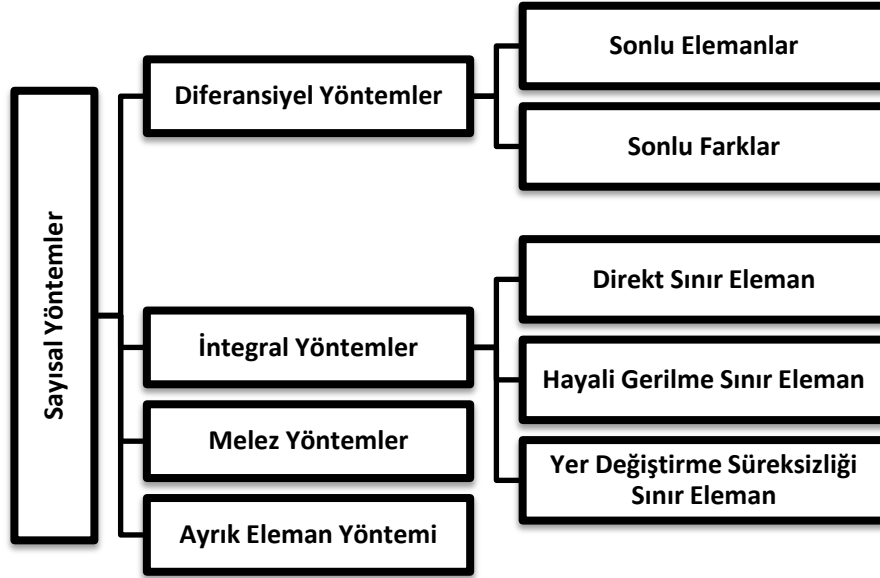 Sayısal Yöntemler
Diferansiyel Yöntemler
Sonlu Elemanlar
Sonlu Farklar
İntegral Yöntemler
Direkt Sınır Eleman
Hayali Gerilme Sınır Eleman
Yer Değiştirme Süreksizliği
Sınır Eleman
Melez Yöntemler
Ayrık Eleman Yöntemi